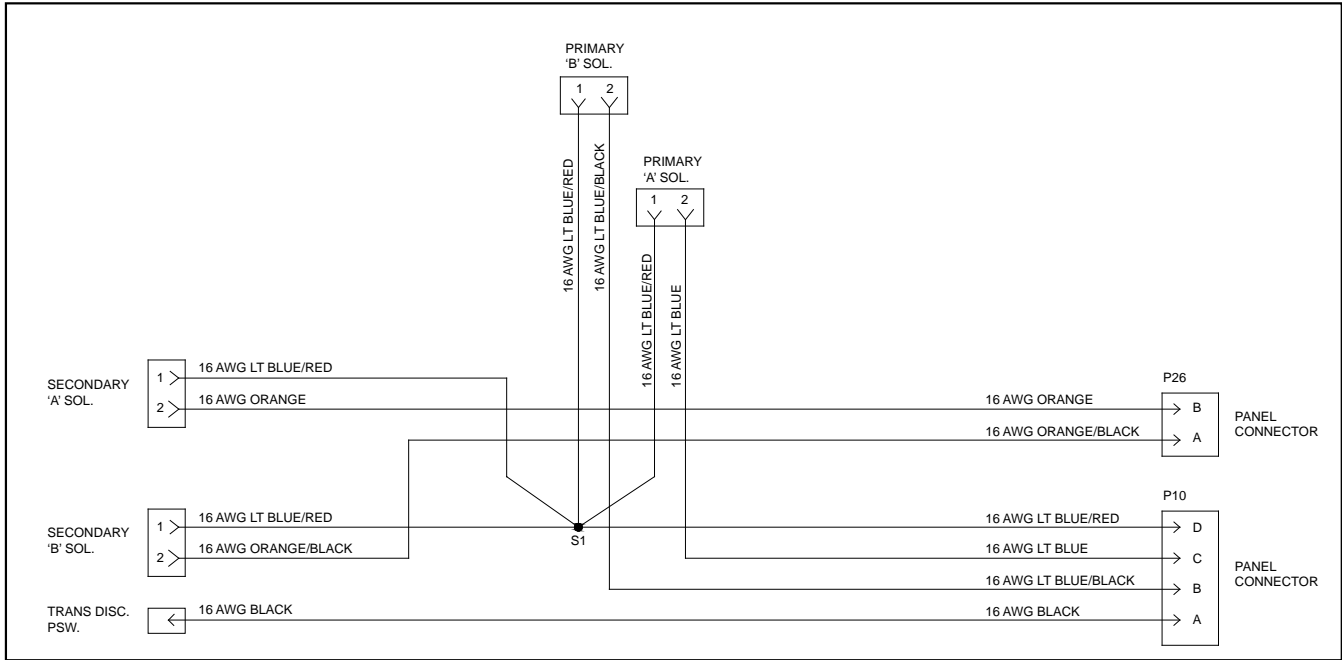 PRIMARY
'B' SOL.
1 2
16 AWG LT BLUE/RED
16 AWG LT BLUE/BLACK
PRIMARY
'A' SOL.
1 2
16 AWG LT BLUE/RED
16 AWG LT BLUE
SECONDARY
'A' SOL.
1
2
16 AWG LT BLUE/RED
16 AWG ORANGE
16 AWG ORANGE
16 AWG ORANGE/BLACK
P26
B
A
PANEL
CONNECTOR
SECONDARY
'B' SOL.
1
2
16 AWG LT BLUE/RED
16 AWG ORANGE/BLACK
S1
16 AWG LT BLUE/RED
16 AWG LT BLUE
16 AWG LT BLUE/BLACK
16 AWG BLACK
P10
D
C
B
A
PANEL
CONNECTOR
TRANS DISC.
PSW.
16 AWG BLACK